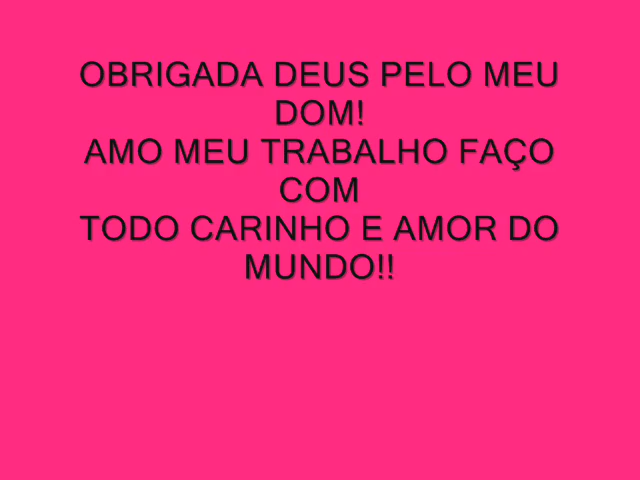 OBRIGADA DEUS PELO MEU
DOM!
AMO MEU TRABALHO FAÇO
COM
TODO CARINHO E AMOR DO
MUNDO!!